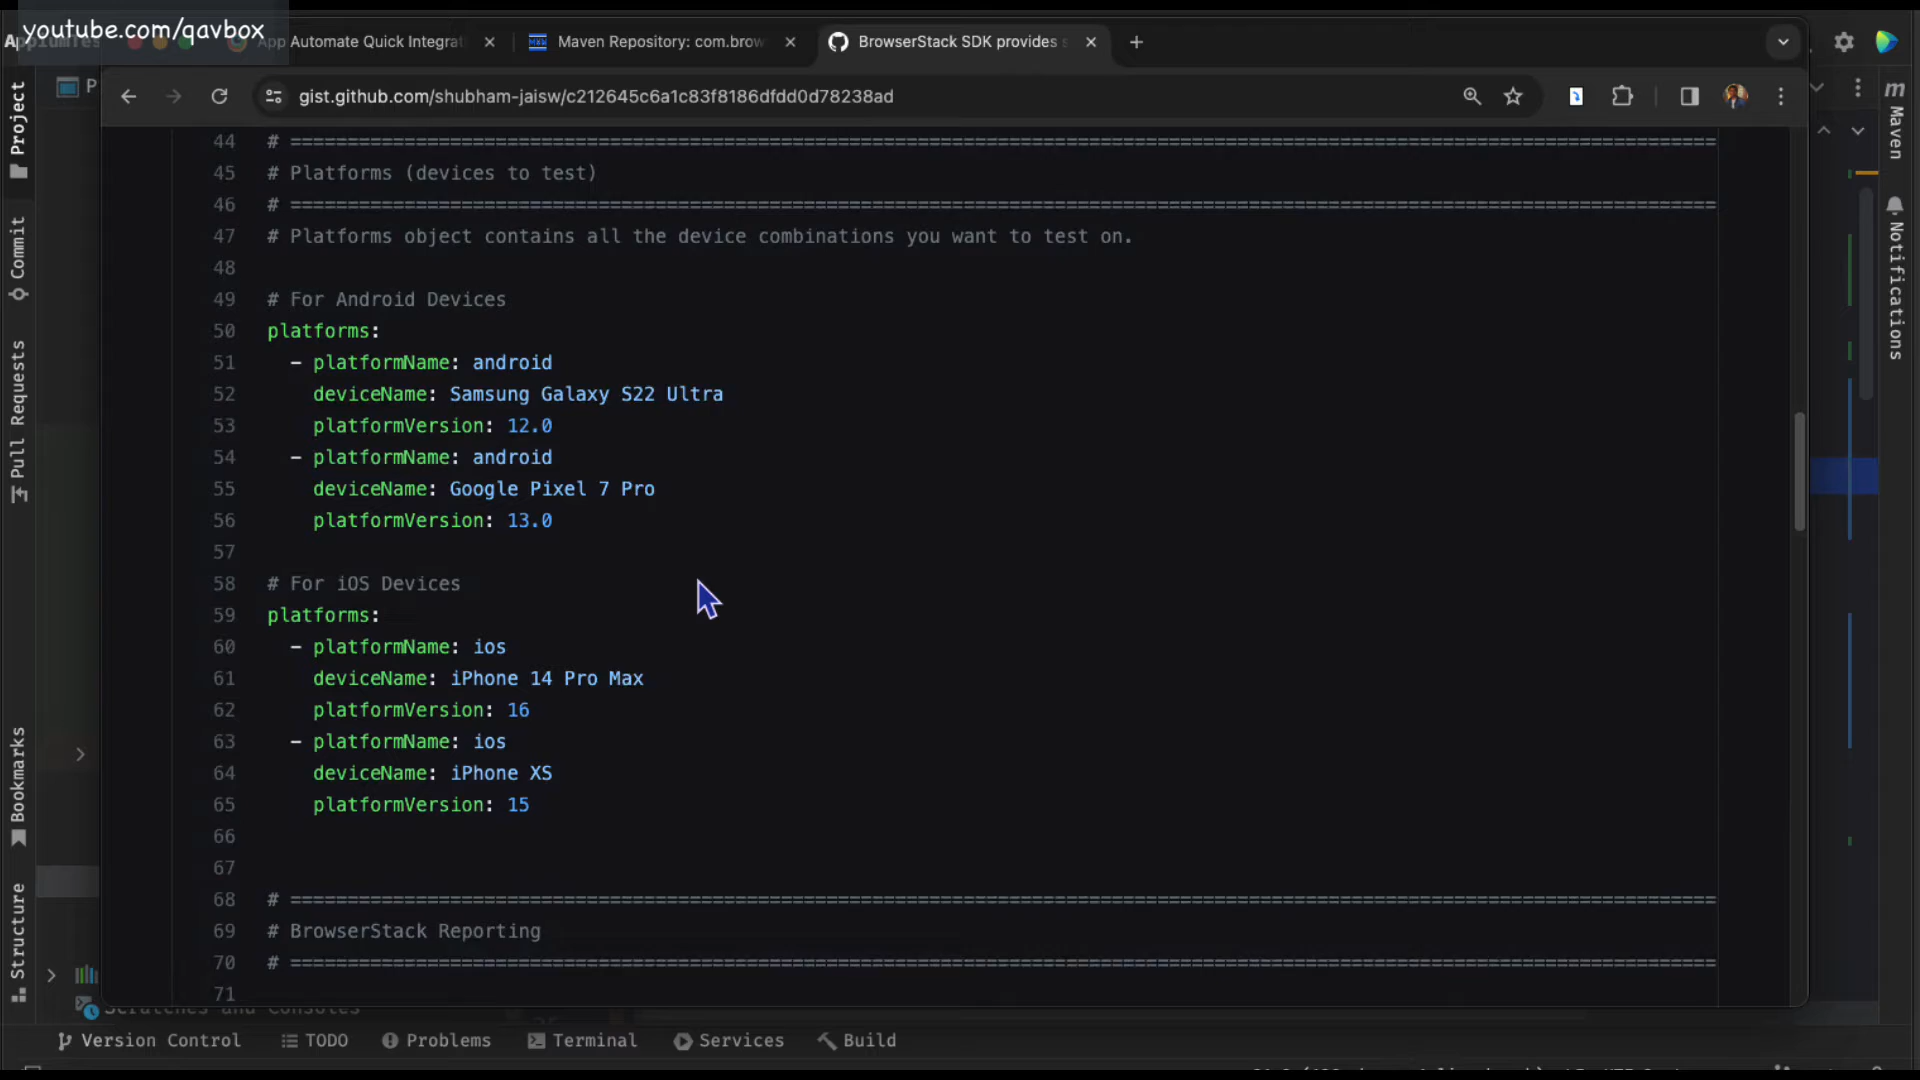 youtube.com/qavbox
App Automate Quick Integrat
Maven Repository: com.brow
BrowserStack SDK provides s
gist.github.com/shubham-jaisw/c212645c6a1c83f8186dfdd0d78238ad
Project
Commit
Pull Requests
Bookmarks
Structure
Maven
Notifications
44 # ==============================================================================
45 # Platforms (devices to test)
46 # ==============================================================================
47 # Platforms object contains all the device combinations you want to test on.
48
49 # For Android Devices
50 platforms:
51 - platformName: android
52 deviceName: Samsung Galaxy S22 Ultra
53 platformVersion: 12.0
54 - platformName: android
55 deviceName: Google Pixel 7 Pro
56 platformVersion: 13.0
57
58 # For iOS Devices
59 platforms:
60 - platformName: ios
61 deviceName: iPhone 14 Pro Max
62 platformVersion: 16
63 - platformName: ios
64 deviceName: iPhone XS
65 platformVersion: 15
66
67
68 # ==============================================================================
69 # BrowserStack Reporting
70 # ==============================================================================
71
Scratches and Consoles
Version Control
TODO
Problems
Terminal
Services
Build